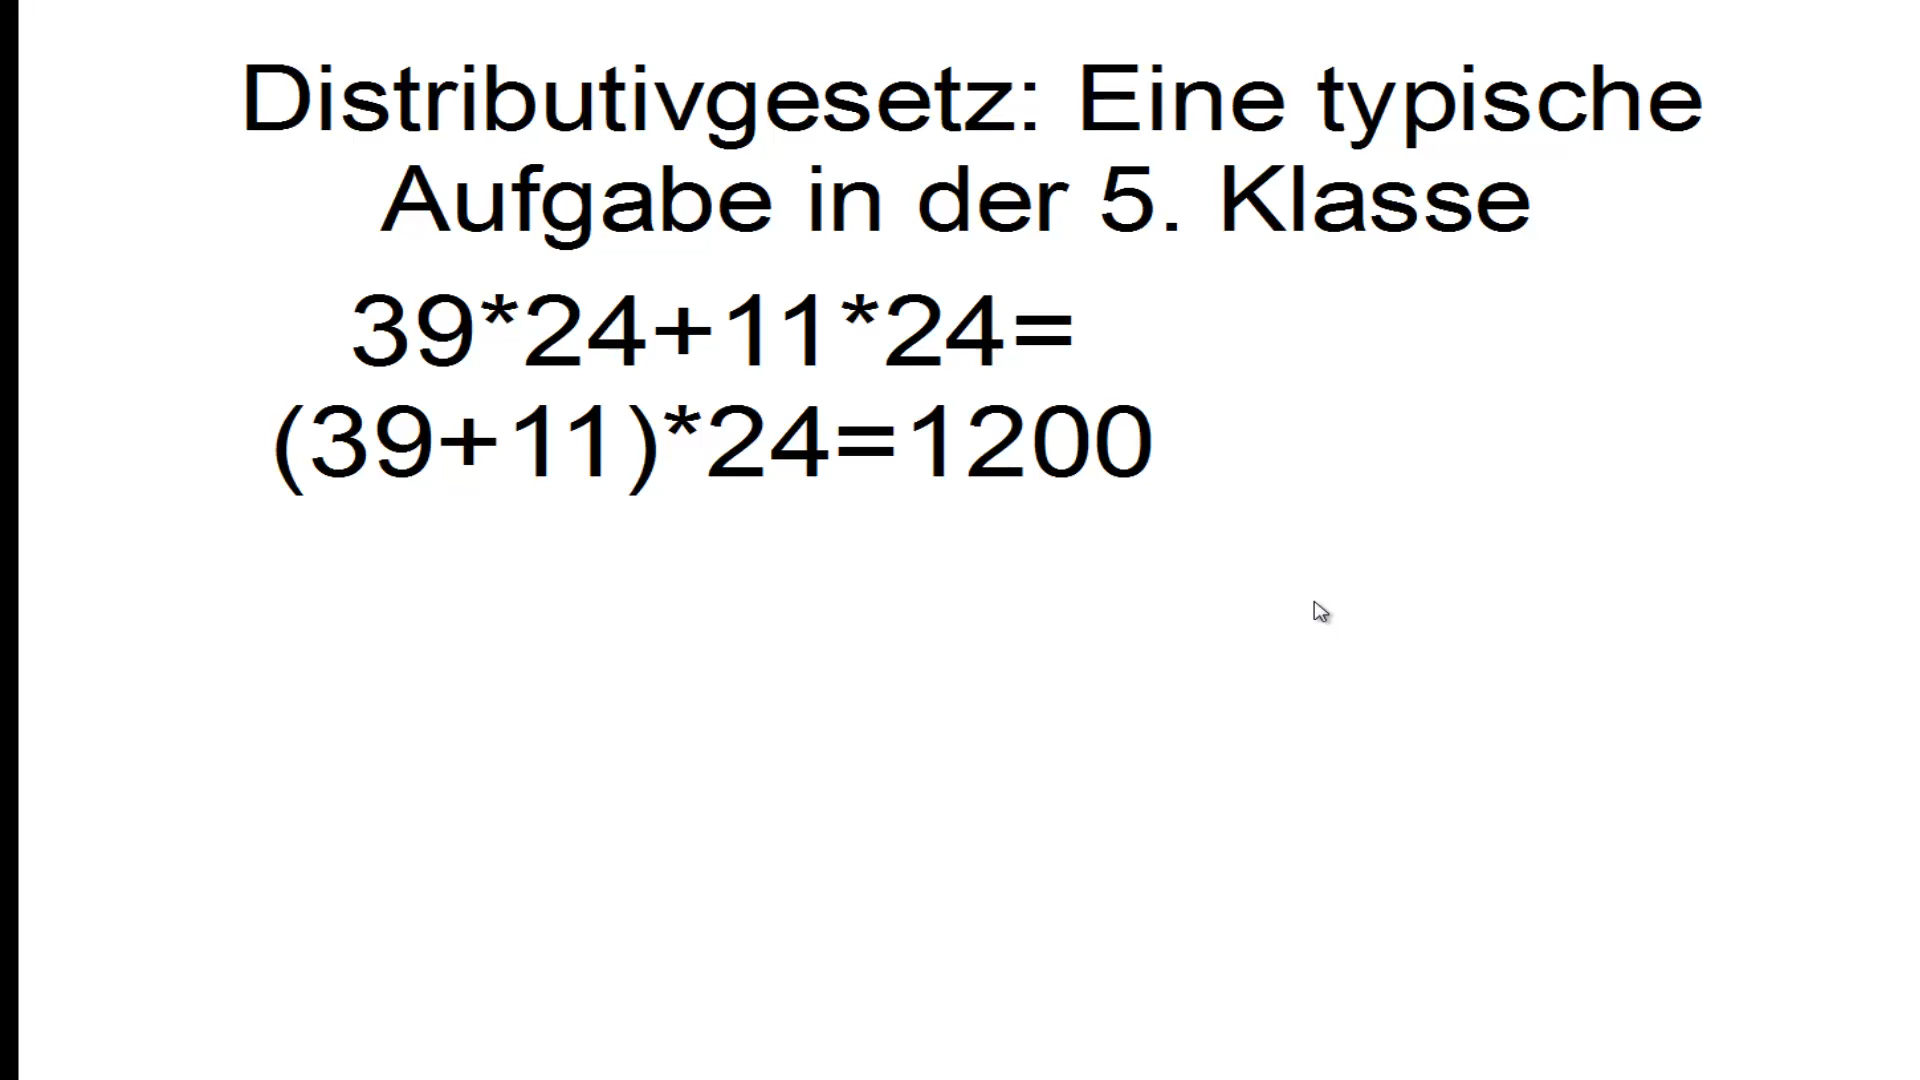 Distributivgesetz: Eine typische
Aufgabe in der 5. Klasse
39*24+11*24=
(39+11)*24=1200